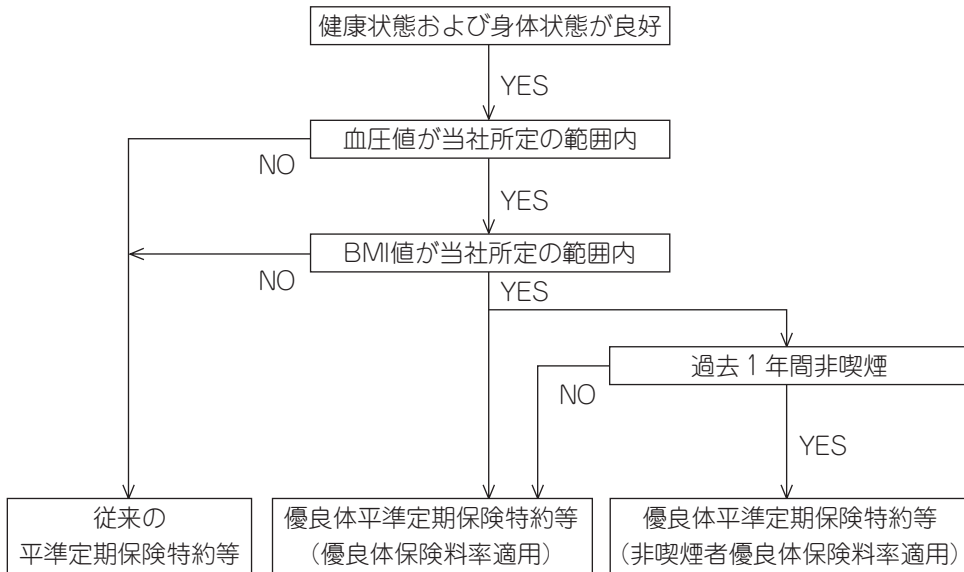 健康状態および身体状態が良好
YES
血圧値が当社所定の範囲内
NO
YES
BMI値が当社所定の範囲内
NO
YES
過去1年間非喫煙
NO
YES
従来の
平準定期保険特約等
優良体平準定期保険特約等
(優良体保険料率適用)
優良体平準定期保険特約等
(非喫煙者優良体保険料率適用)